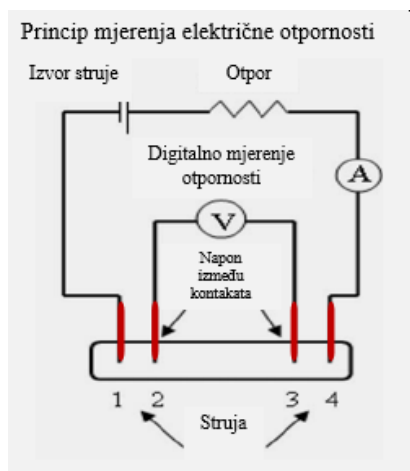 Princip mjerenja električne otpornosti
Izvor struje
Otpor
Digitalno mjerenje
otpornosti
A
V
Napon
između
kontakata
1 2 3 4
Struja